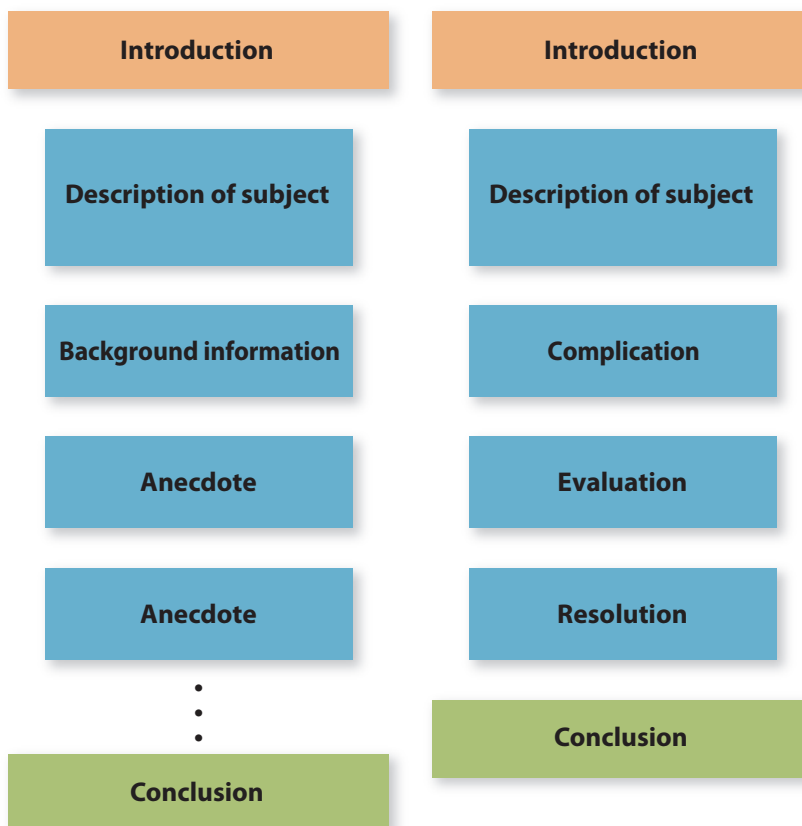 Introduction
Description of subject
Background information
Anecdote
Anecdote
Conclusion
Introduction
Description of subject
Complication
Evaluation
Resolution
Conclusion